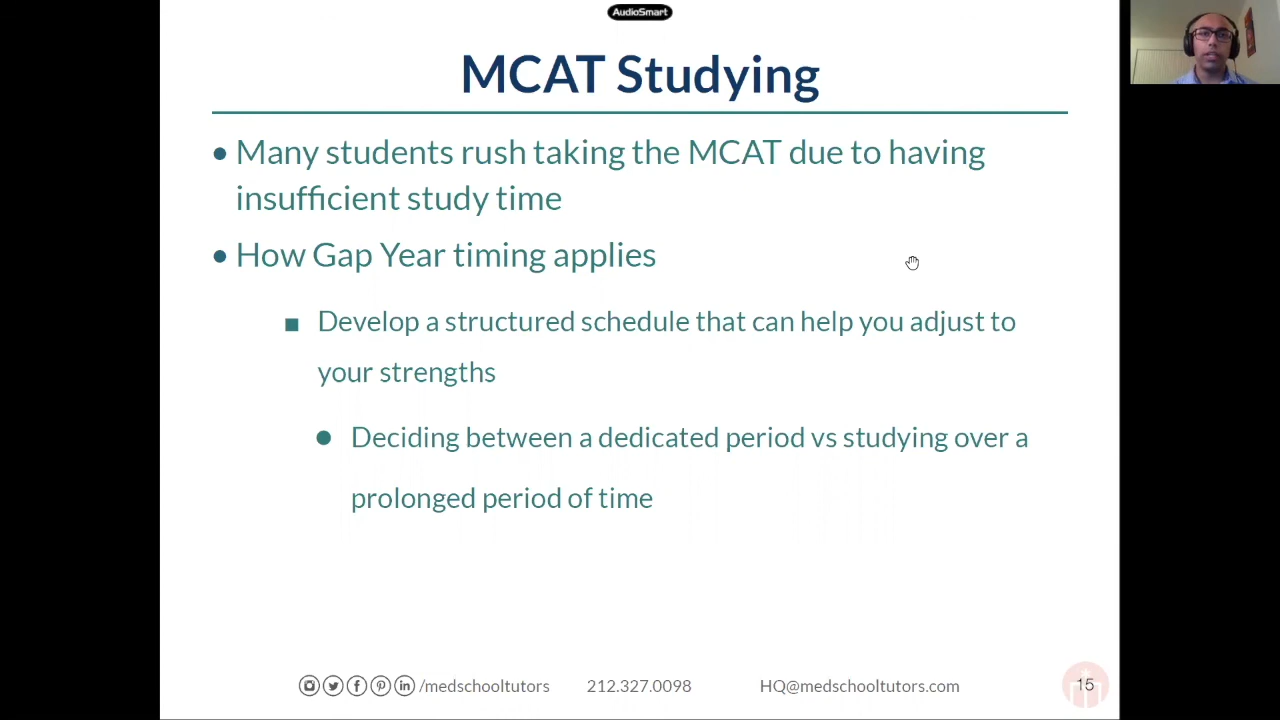 AudioSmart
MCAT Studying
• Many students rush taking the MCAT due to having
insufficient study time
• How Gap Year timing applies
▪ Develop a structured schedule that can help you adjust to
your strengths
• Deciding between a dedicated period vs studying over a
prolonged period of time
/medschooltutors 212.327.0098 HQ@medschooltutors.com 15